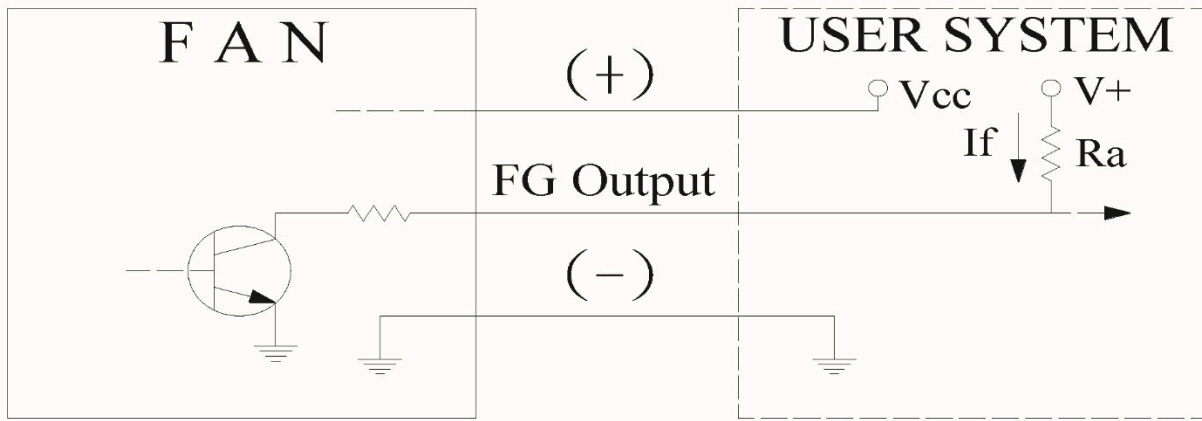 F A N
USER SYSTEM
(+)
Vcc
V+
If
Ra
FG Output
(−)